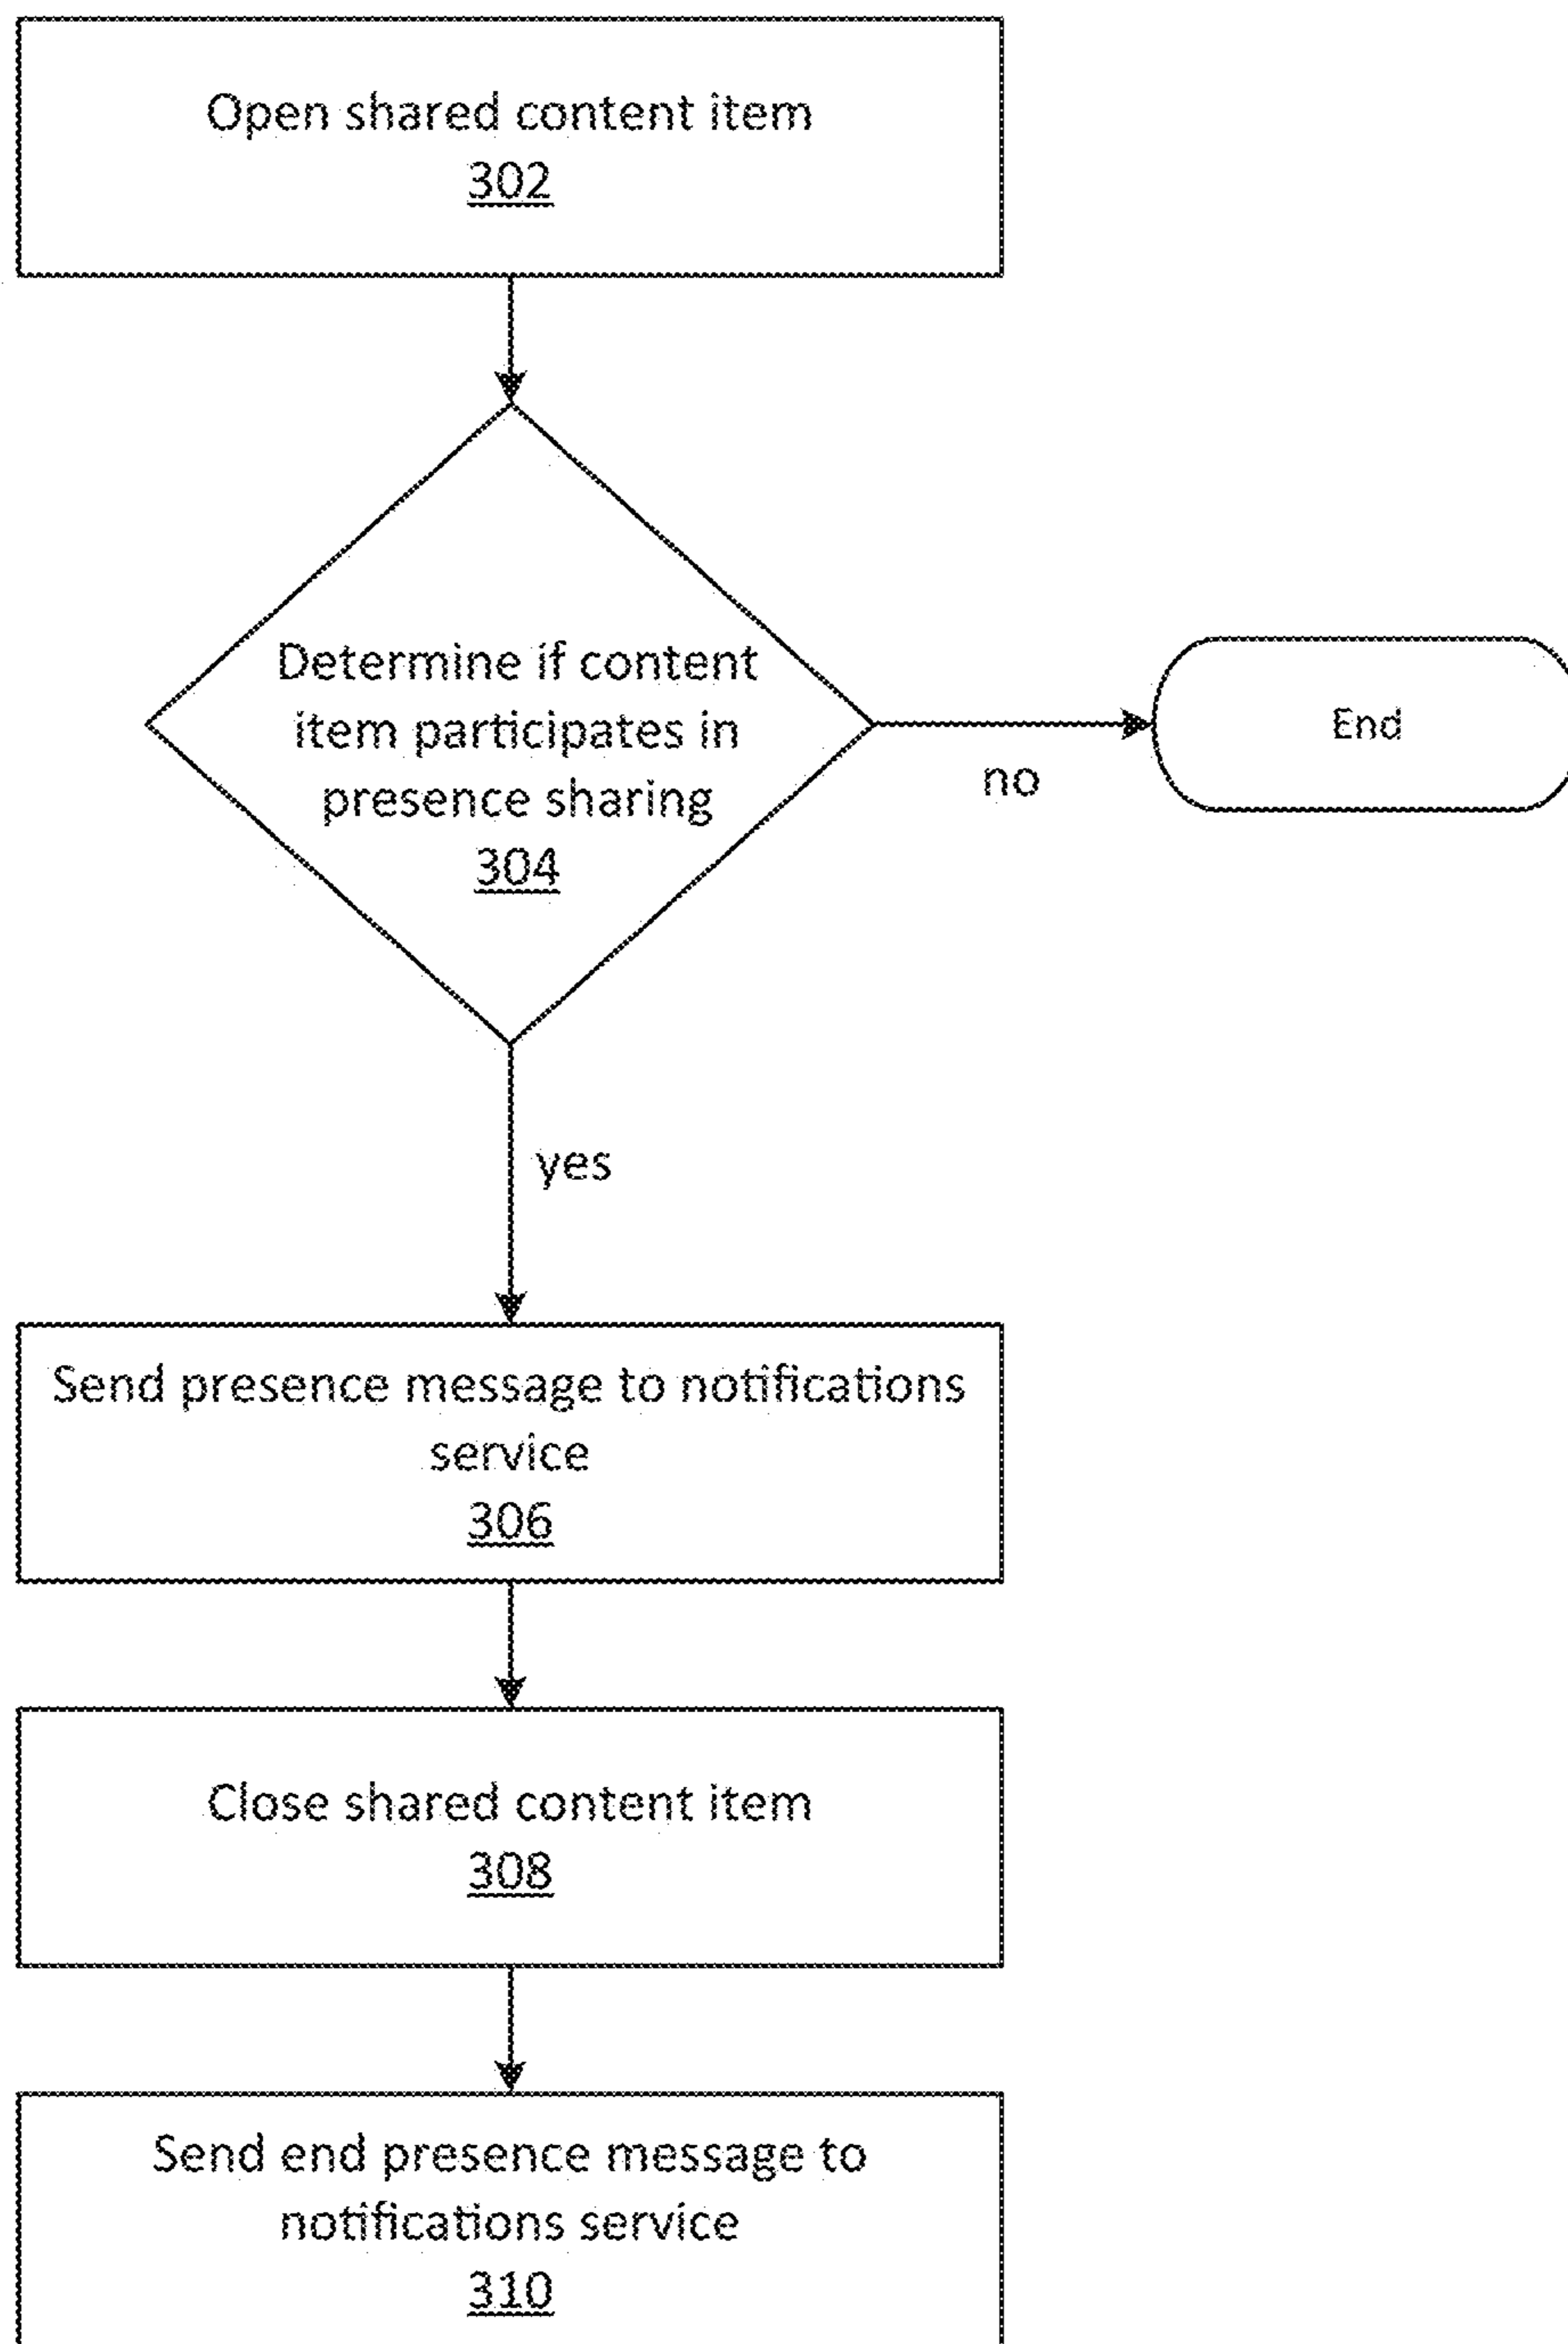 Open shared content item
302
Determine if content
item participates in
presence sharing
304
no
End
yes
Send presence message to notifications
service
306
Close shared content item
308
Send end presence message to
notifications service
310